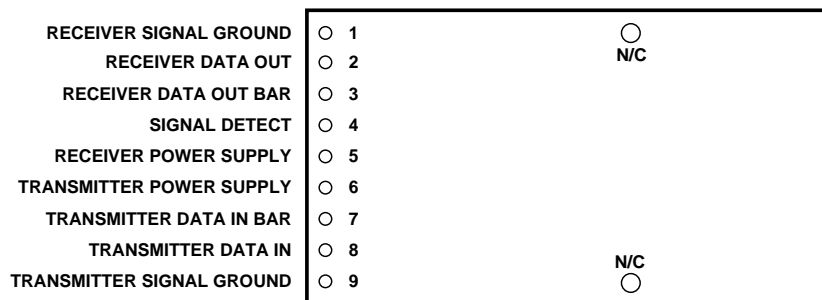 RECEIVER SIGNAL GROUND 1
N/C
RECEIVER DATA OUT 2
RECEIVER DATA OUT BAR 3
SIGNAL DETECT 4
RECEIVER POWER SUPPLY 5
TRANSMITTER POWER SUPPLY 6
TRANSMITTER DATA IN BAR 7
TRANSMITTER DATA IN 8
N/C
TRANSMITTER SIGNAL GROUND 9